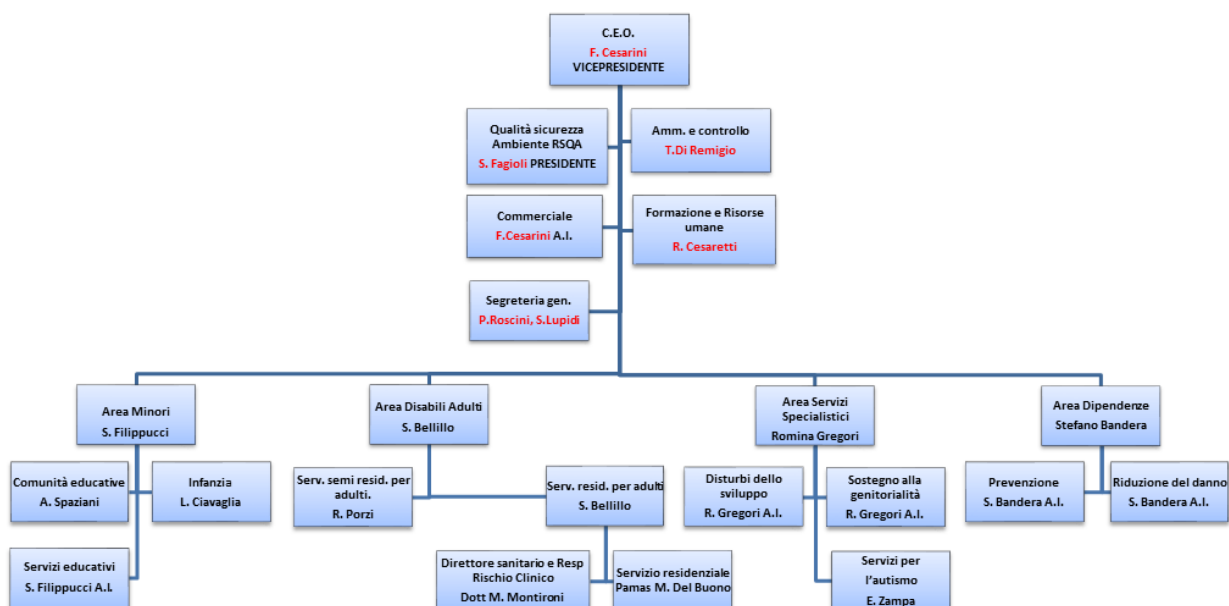 C.E.O.
F. Cesarini
VICEPRESIDENTE
Qualità sicurezza
Ambiente RSQA
S. Fagioli PRESIDENTE
Amm. e controllo
T.Di Remigio
Commerciale
F.Cesarini A.I.
Formazione e Risorse
umane
R. Cesaretti
Segreteria gen.
P.Roscini, S.Lupidi
Area Minori
S. Filippucci
Area Disabili Adulti
S. Bellillo
Area Servizi
Specialistici
Romina Gregori
Area Dipendenze
Stefano Bandera
Comunità educative
A. Spaziani
Infanzia
L. Ciavaglia
Serv. semi resid. per
adulti.
R. Porzi
Serv. resid. per adulti
S. Bellillo
Disturbi dello
sviluppo
R. Gregori A.I.
Sostegno alla
genitorialità
R. Gregori A.I.
Prevenzione
S. Bandera A.I.
Riduzione del danno
S. Bandera A.I.
Servizi educativi
S. Filippucci A.I.
Direttore sanitario e Resp
Rischio Clinico
Dott M. Montironi
Servizio residenziale
Pamas M. Del Buono
Servizi per
l'autismo
E. Zampa